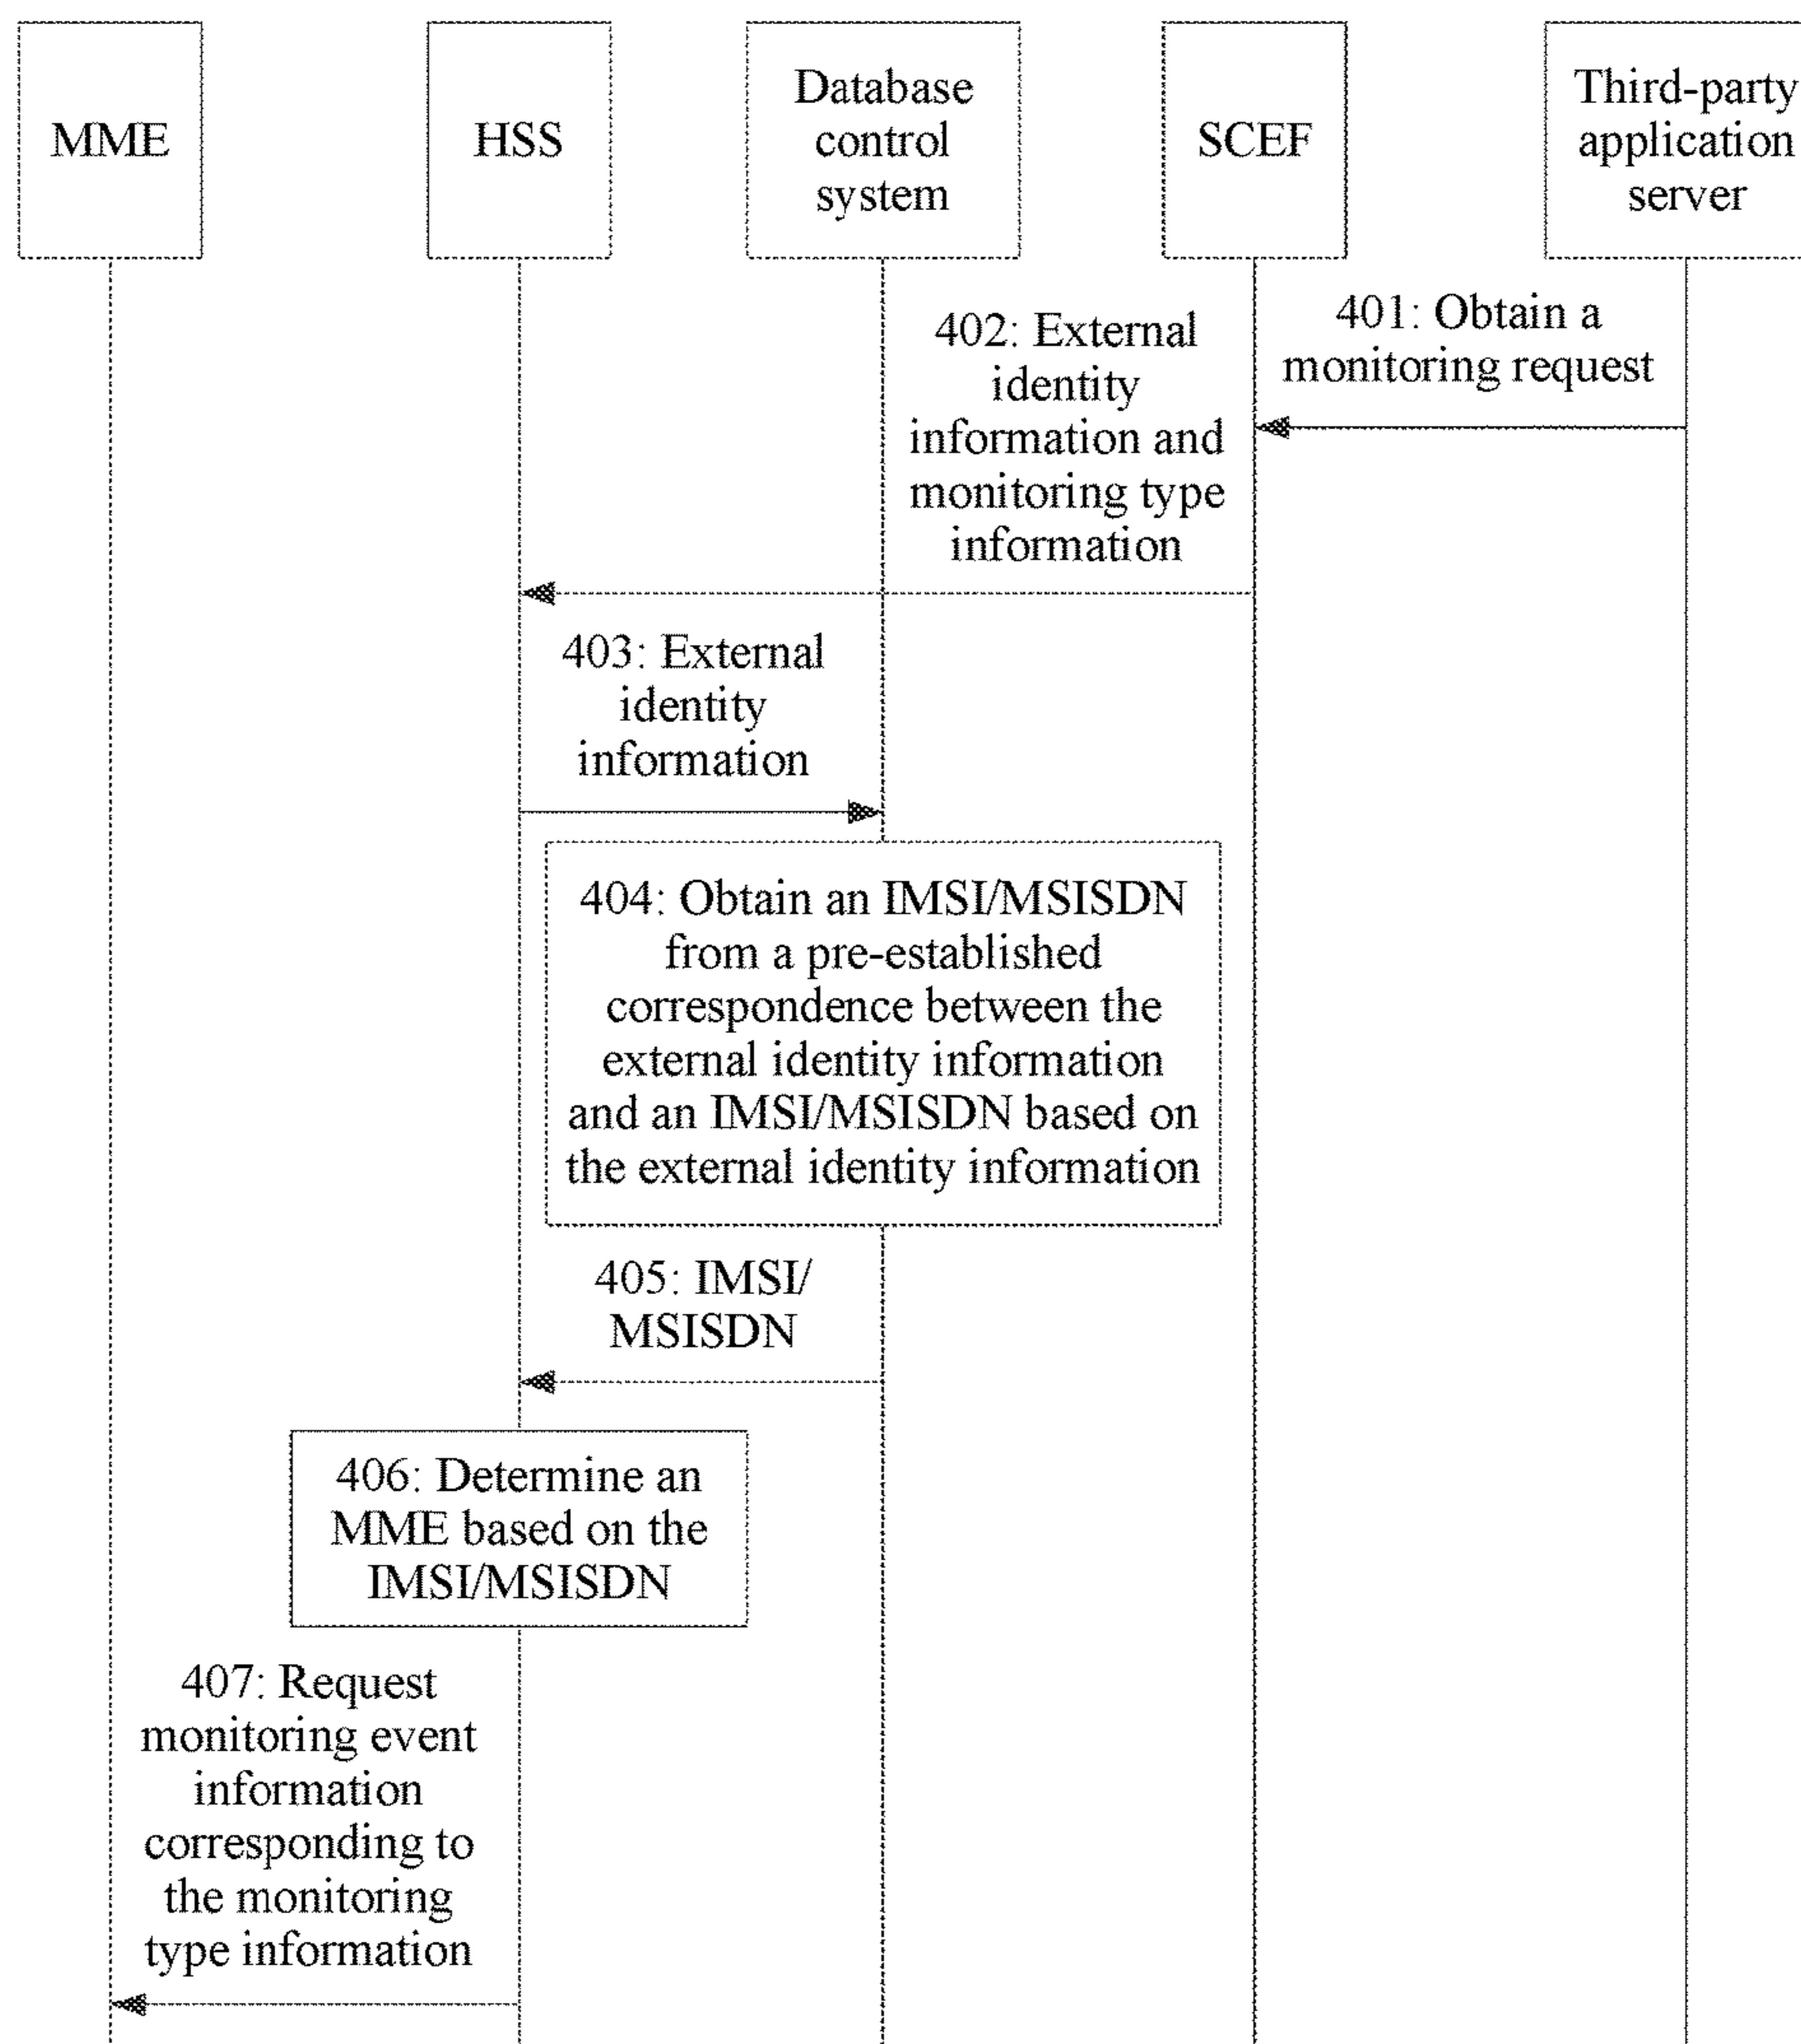 MME
HSS
Database
control
system
SCEF
Third-party
application
server
401: Obtain a
monitoring request
402: External
identity
information and
monitoring type
information
403: External
identity
information
404: Obtain an IMSI/MSISDN
from a pre-established
correspondence between the
external identity information
and an IMSI/MSISDN based on
the external identity information
405: IMSI/
MSISDN
406: Determine an
MME based on the
IMSI/MSISDN
407: Request
monitoring event
information
corresponding to
the monitoring
type information